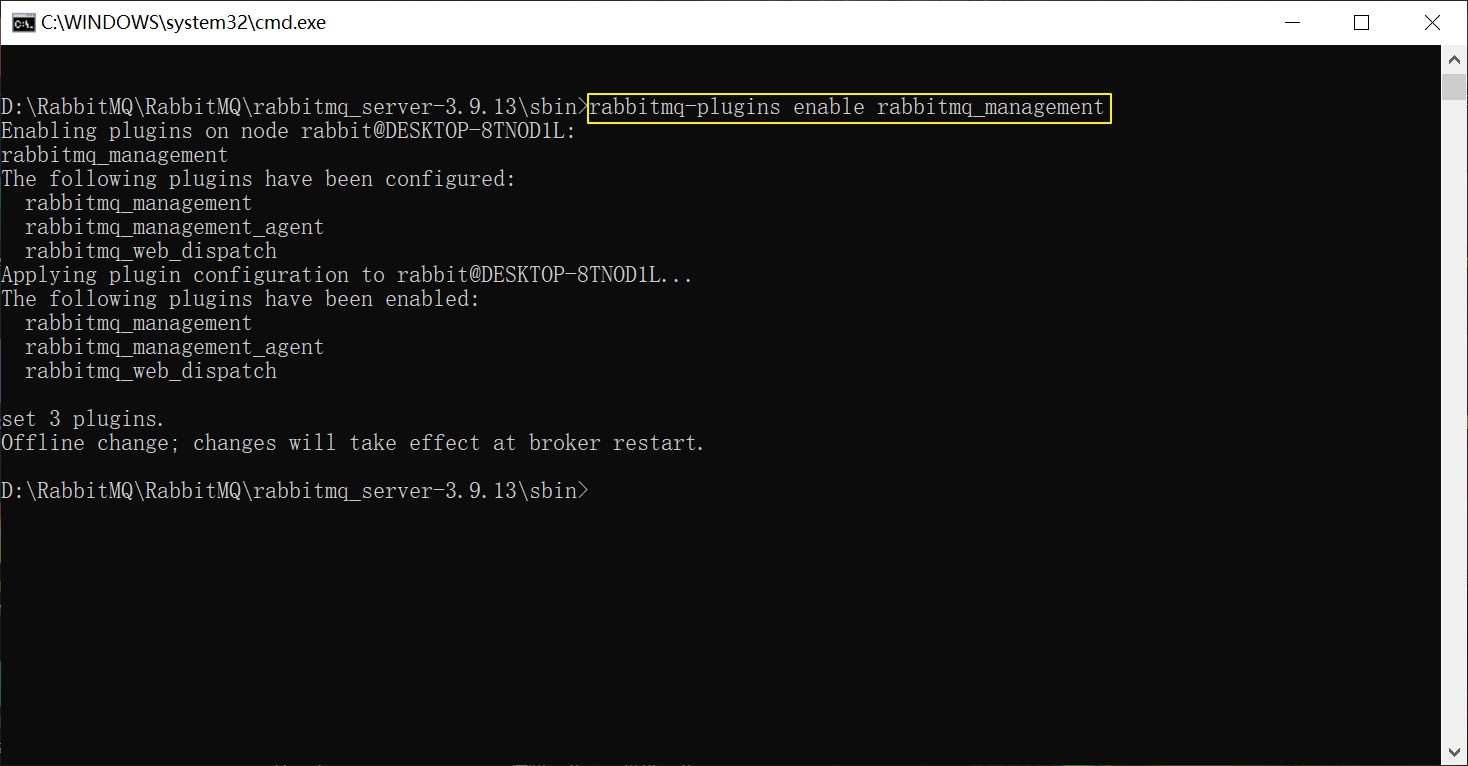 C:\WINDOWS\system32\cmd.exe
D:\RabbitMQ\RabbitMQ\rabbitmq_server-3.9.13\sbin>rabbitmq-plugins enable rabbitmq_management
Enabling plugins on node rabbit@DESKTOP-8TNOD1L:
rabbitmq_management
The following plugins have been configured:
  rabbitmq_management
  rabbitmq_management_agent
  rabbitmq_web_dispatch
Applying plugin configuration to rabbit@DESKTOP-8TNOD1L...
The following plugins have been enabled:
  rabbitmq_management
  rabbitmq_management_agent
  rabbitmq_web_dispatch
set 3 plugins.
Offline change; changes will take effect at broker restart.
D:\RabbitMQ\RabbitMQ\rabbitmq_server-3.9.13\sbin>